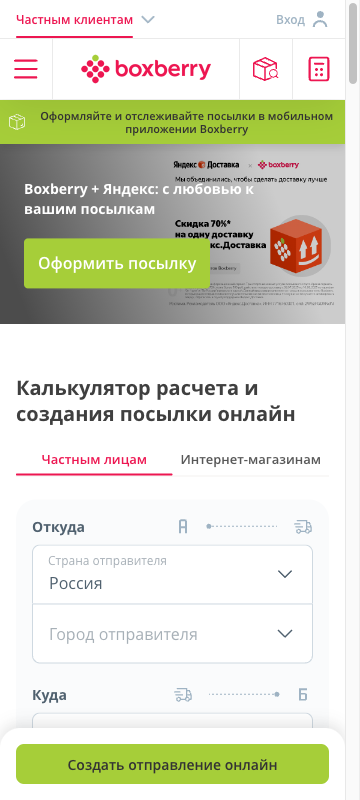 Частным клиентам
Вход
boxberry
Оформляйте и отслеживайте посылки в мобильном
приложении Boxberry
Яндекс Доставка × boxberry
Мы объединились, чтобы сделать доставку лучше
Boxberry + Яндекс: с любовью к
вашим посылкам
Скидка 70%*
на одну доставку
кс.Доставка
Оформить посылку
Boxberry
Калькулятор расчета и
создания посылки онлайн
Частным лицам
Интернет-магазинам
Откуда
А
Страна отправителя
Россия
Город отправителя
Куда
Б
Создать отправление онлайн